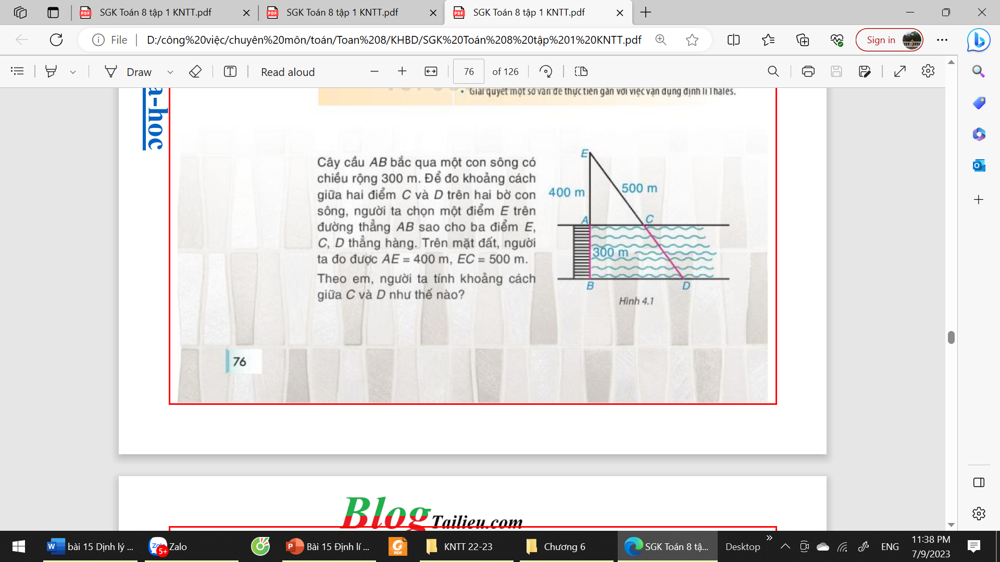 SGK Toán 8 tập 1 KNTT.pdf
SGK Toán 8 tập 1 KNTT.pdf
SGK Toán 8 tập 1 KNTT.pdf
File
D:/công%20việc/chuyên%20môn/toán/Toan%208/KHBD/SGK%20Toán%208%20tập%201%20KNTT.pdf
Sign in
Draw
Read aloud
76
of 126
a-hoc
• Giải quyết một số vấn đề thực tiễn gắn với việc vận dụng định lí Thalès.
Cây cầu AB bắc qua một con sông có
chiều rộng 300 m. Để đo khoảng cách
giữa hai điểm C và D trên hai bờ con
sông, người ta chọn một điểm E trên
đường thẳng AB sao cho ba điểm E,
C, D thẳng hàng. Trên mặt đất, người
ta đo được AE = 400 m, EC = 500 m.
Theo em, người ta tính khoảng cách
giữa C và D như thế nào?
E
400 m
500 m
A
C
300 m
B
D
Hình 4.1
76
Blog Tailieu.com
bài 15 Dịnh lý ...
Zalo
5+
Bài 15 Định lí ...
KNTT 22-23
Chương 6
SGK Toán 8 tậ...
Desktop
ENG
11:38 PM
7/9/2023